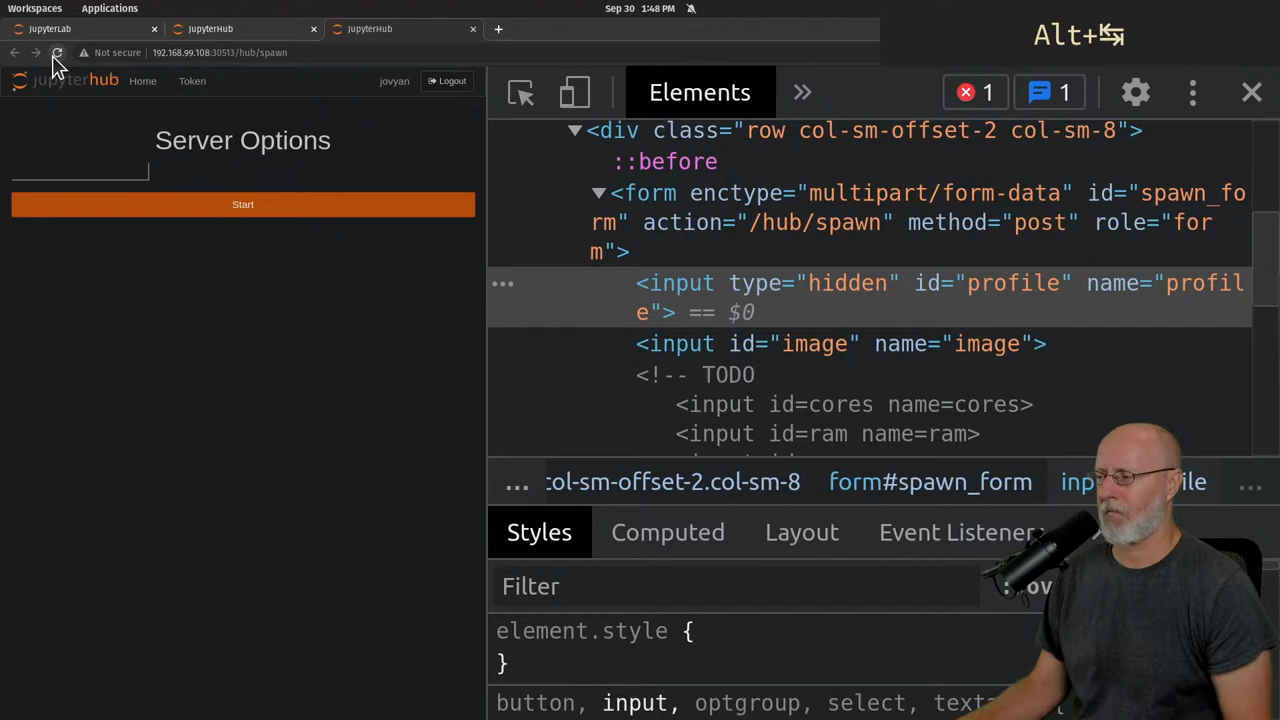 Workspaces Applications Sep 30 1:48 PM
JupyterLab × JupyterHub × JupyterHub × +
Not secure 192.168.99.108:30513/hub/spawn
Alt+
jupyterhub Home Token jovyan Logout
Server Options
Start
Elements » 1 1
<div class="row col-sm-offset-2 col-sm-8">
::before
<form enctype="multipart/form-data" id="spawn_fo
rm" action="/hub/spawn" method="post" role="for
m">
<input type="hidden" id="profile" name="profil
e"> == $0
<input id="image" name="image">
<!-- TODO
<input id=cores name=cores>
<input id=ram name=ram>
... col-sm-offset-2.col-sm-8 form#spawn_form
Styles Computed Layout Event Listener
Filter
element.style {
}
button, input, optgroup, select,